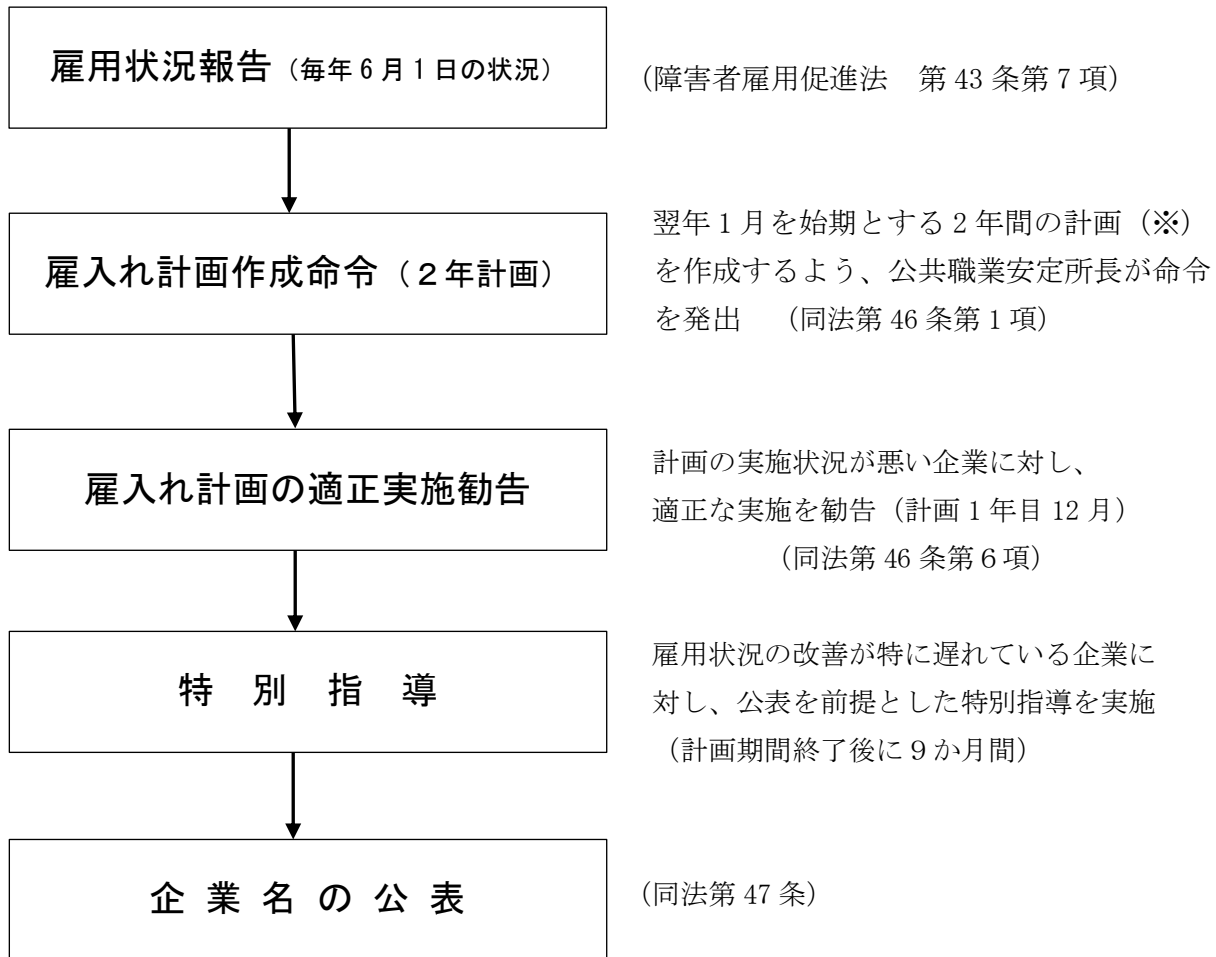 雇用状況報告（毎年６月１日の状況）
（障害者雇用促進法　第 43 条第 7 項）
雇入れ計画作成命令（２年計画）
翌年 1 月を始期とする 2 年間の計画（※）
を作成するよう、公共職業安定所長が命令
を発出　（同法第 46 条第 1 項）
雇入れ計画の適正実施勧告
計画の実施状況が悪い企業に対し、
適正な実施を勧告（計画 1 年目 12 月）
（同法第 46 条第６項）
特　別　指　導
雇用状況の改善が特に遅れている企業に
対し、公表を前提とした特別指導を実施
（計画期間終了後に９か月間）
企 業 名 の 公 表
（同法第 47 条）